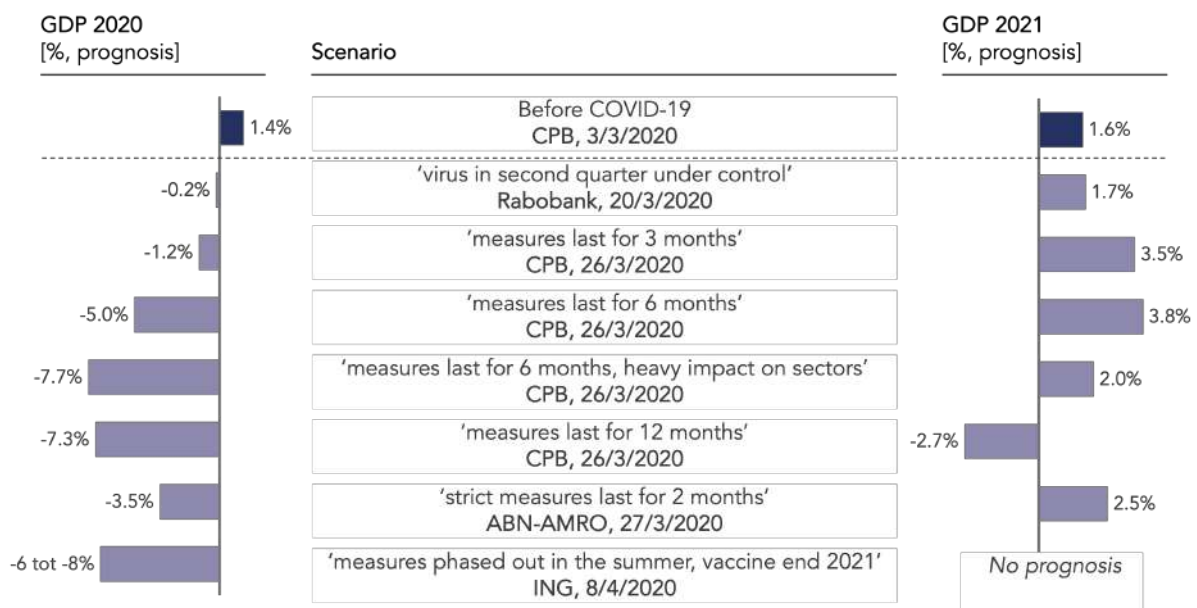 GDP 2020
[%, prognosis]
Scenario
GDP 2021
[%, prognosis]
1.4%
Before COVID-19
CPB, 3/3/2020
1.6%
-0.2%
'virus in second quarter under control'
Rabobank, 20/3/2020
1.7%
-1.2%
'measures last for 3 months'
CPB, 26/3/2020
3.5%
-5.0%
'measures last for 6 months'
CPB, 26/3/2020
3.8%
-7.7%
'measures last for 6 months, heavy impact on sectors'
CPB, 26/3/2020
2.0%
-7.3%
'measures last for 12 months'
CPB, 26/3/2020
-2.7%
-3.5%
'strict measures last for 2 months'
ABN-AMRO, 27/3/2020
2.5%
-6 tot -8%
'measures phased out in the summer, vaccine end 2021'
ING, 8/4/2020
No prognosis